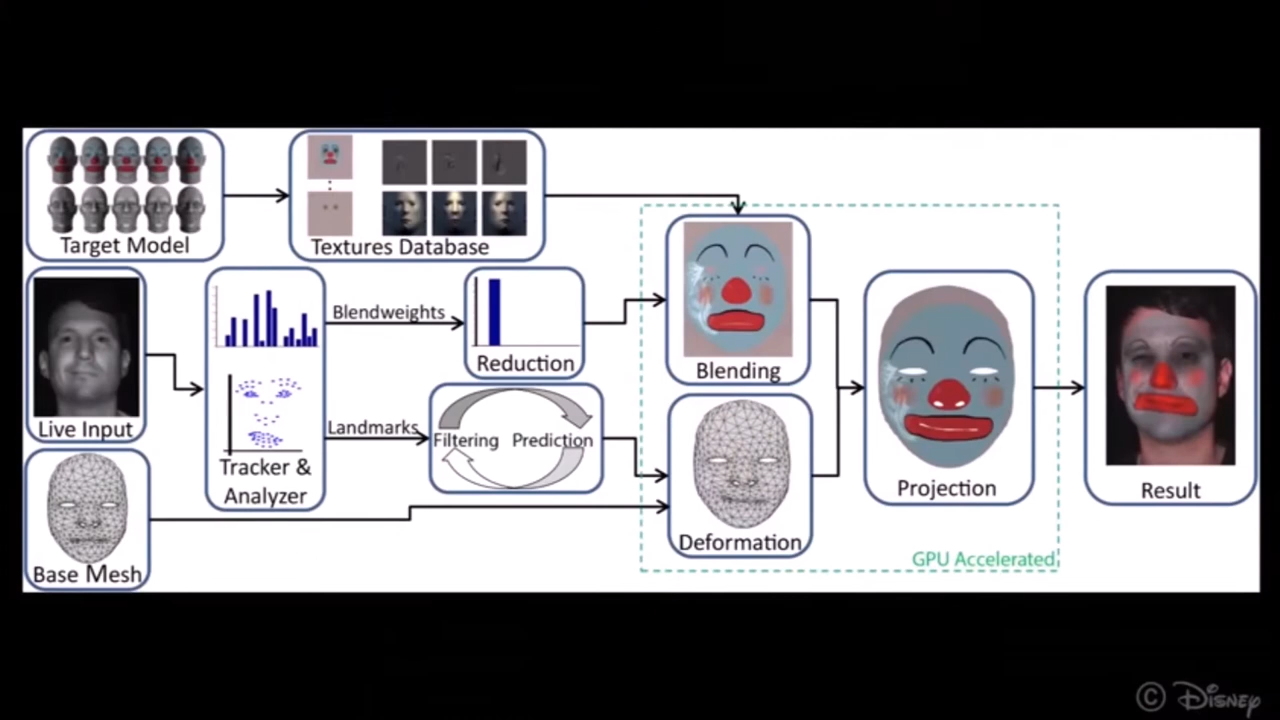 Target Model
Textures Database
Live Input
Tracker &
Analyzer
Base Mesh
Blendweights
Reduction
Landmarks
Filtering Prediction
Blending
Deformation
GPU Accelerated
Projection
Result
© Disney